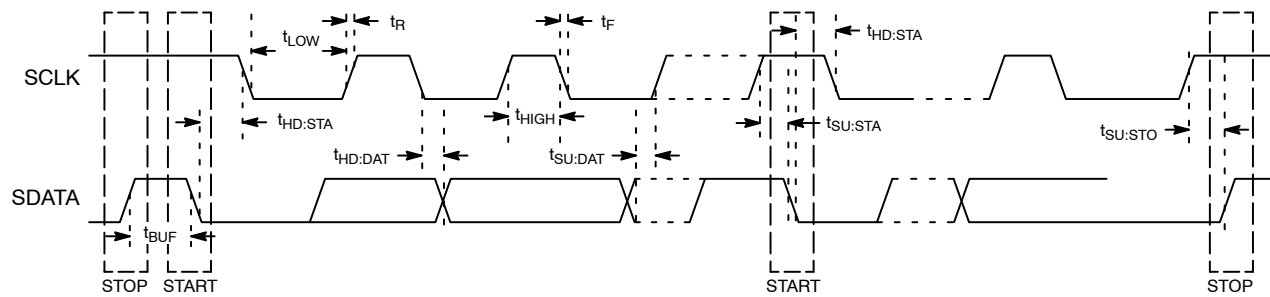 tR
tF
tLOW
tHD:STA
SCLK
tHD:STA
tHIGH
tSU:STA
tSU:STO
tHD:DAT
tSU:DAT
SDATA
tBUF
STOP
START
START
STOP